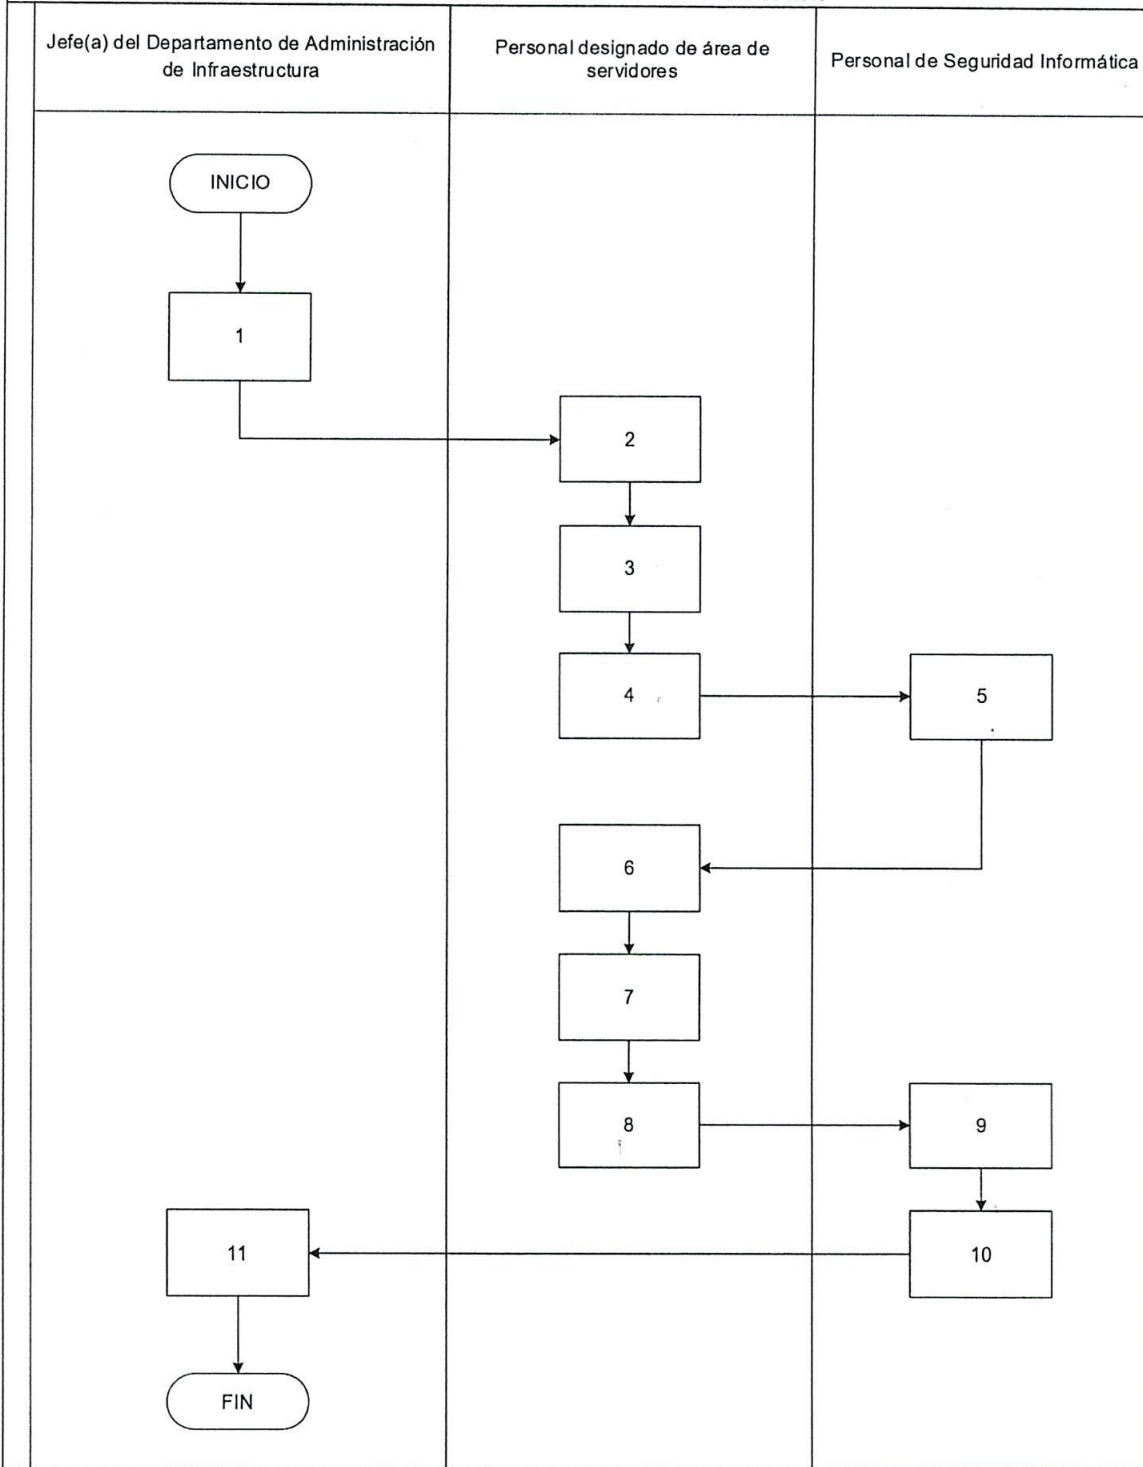 Jefe(a) del Departamento de Administración
de Infraestructura
Personal designado de área de
servidores
Personal de Seguridad Informática
INICIO
1
2
3
4
5
6
7
8
9
10
11
FIN